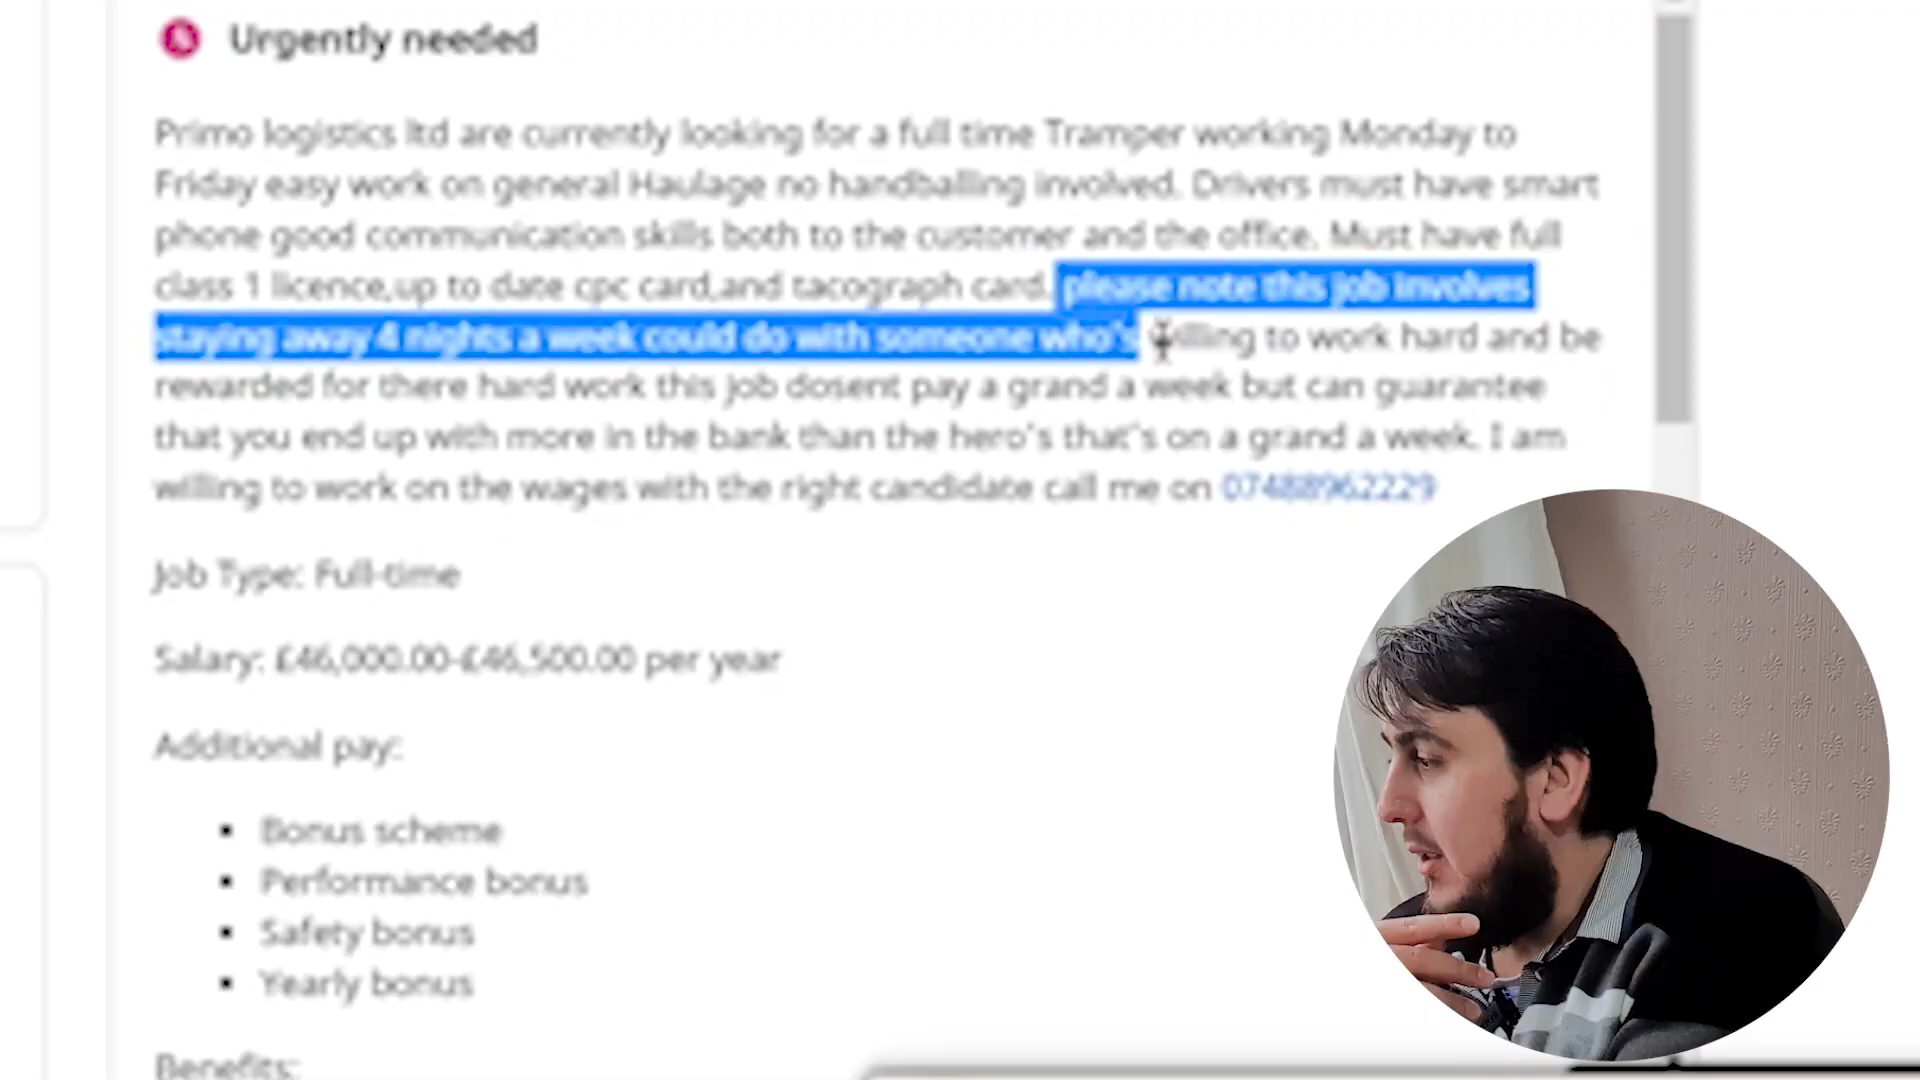 Urgently needed
Primo logistics ltd are currently looking for a full time Tramper working Monday to
Friday easy work on general Haulage no handballing involved. Drivers must have smart
phone good communication skills both to the customer and the office. Must have full
class 1 licence,up to date cpc card,and tacograph card. please note this job involves
staying away 4 nights a week could do with someone who's willing to work hard and be
rewarded for there hard work this job dosent pay a grand a week but can guarantee
that you end up with more in the bank than the hero's that's on a grand a week. I am
willing to work on the wages with the right candidate call me on 07488962229
Job Type: Full-time
Salary: £46,000.00-£46,500.00 per year
Additional pay:
Bonus scheme
Performance bonus
Safety bonus
Yearly bonus
Benefits: